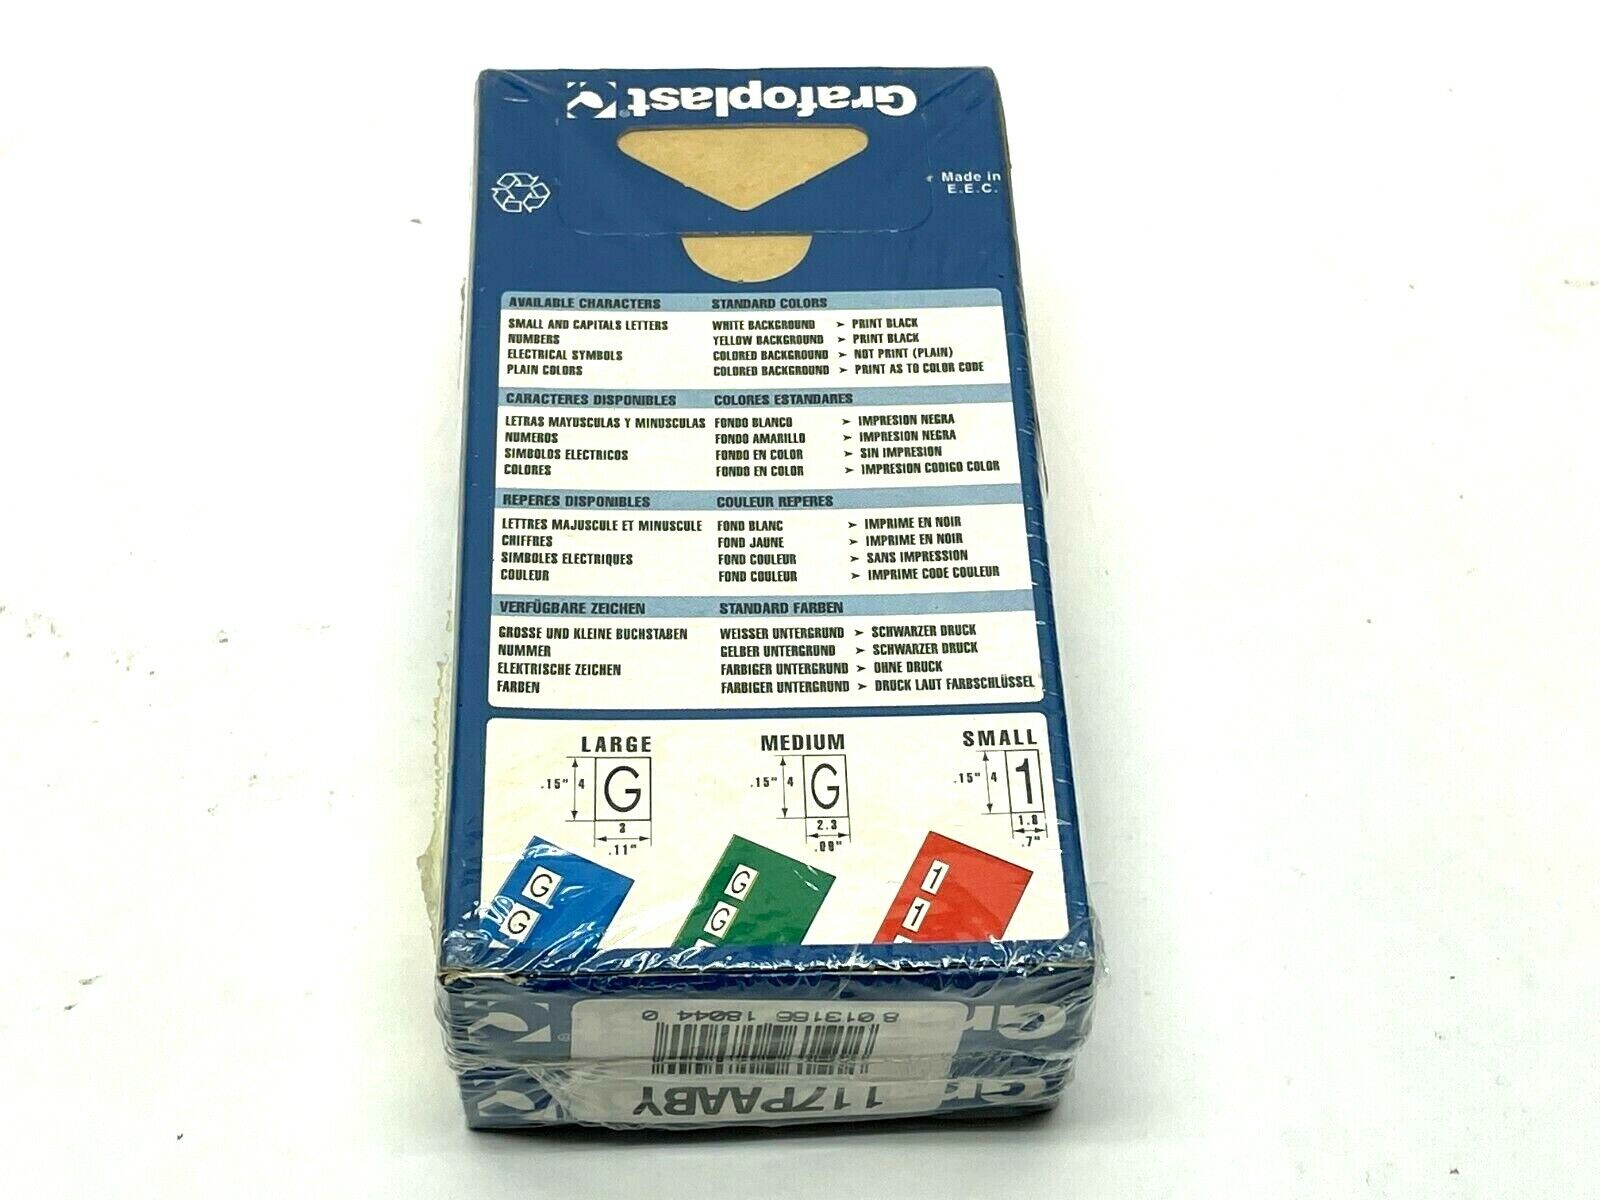 Grafoplast®
Made in
E.E.C.
AVAILABLE CHARACTERS STANDARD COLORS
SMALL AND CAPITALS LETTERS WHITE BACKGROUND ➤ PRINT BLACK
NUMBERS YELLOW BACKGROUND ➤ PRINT BLACK
ELECTRICAL SYMBOLS COLORED BACKGROUND ➤ NOT PRINT (PLAIN)
PLAIN COLORS COLORED BACKGROUND ➤ PRINT AS TO COLOR CODE
CARACTERES DISPONIBLES COLORES ESTANDARES
LETRAS MAYUSCULAS Y MINUSCULAS FONDO BLANCO ➤ IMPRESION NEGRA
NUMEROS FONDO AMARILLO ➤ IMPRESION NEGRA
SIMBOLOS ELECTRICOS FONDO EN COLOR ➤ SIN IMPRESION
COLORES FONDO EN COLOR ➤ IMPRESION CODIGO COLOR
REPERES DISPONIBLES COULEUR REPERES
LETTRES MAJUSCULE ET MINUSCULE FOND BLANC ➤ IMPRIME EN NOIR
CHIFFRES FOND JAUNE ➤ IMPRIME EN NOIR
SIMBOLES ELECTRIQUES FOND COULEUR ➤ SANS IMPRESSION
COULEUR FOND COULEUR ➤ IMPRIME CODE COULEUR
VERFÜGBARE ZEICHEN STANDARD FARBEN
GROSSE UND KLEINE BUCHSTABEN WEISSER UNTERGRUND ➤ SCHWARZER DRUCK
NUMMER GELBER UNTERGRUND ➤ SCHWARZER DRUCK
ELEKTRISCHE ZEICHEN FARBIGER UNTERGRUND ➤ OHNE DRUCK
FARBEN FARBIGER UNTERGRUND ➤ DRUCK LAUT FARBSCHLÜSSEL
LARGE MEDIUM SMALL
.15" 4 G .15" 4 G .15" 4 1
3 2.3 1.8
.11" .09" .7"
G G 1
G G 1
8 013166 18044 0
Gr
117PAABY
Gr